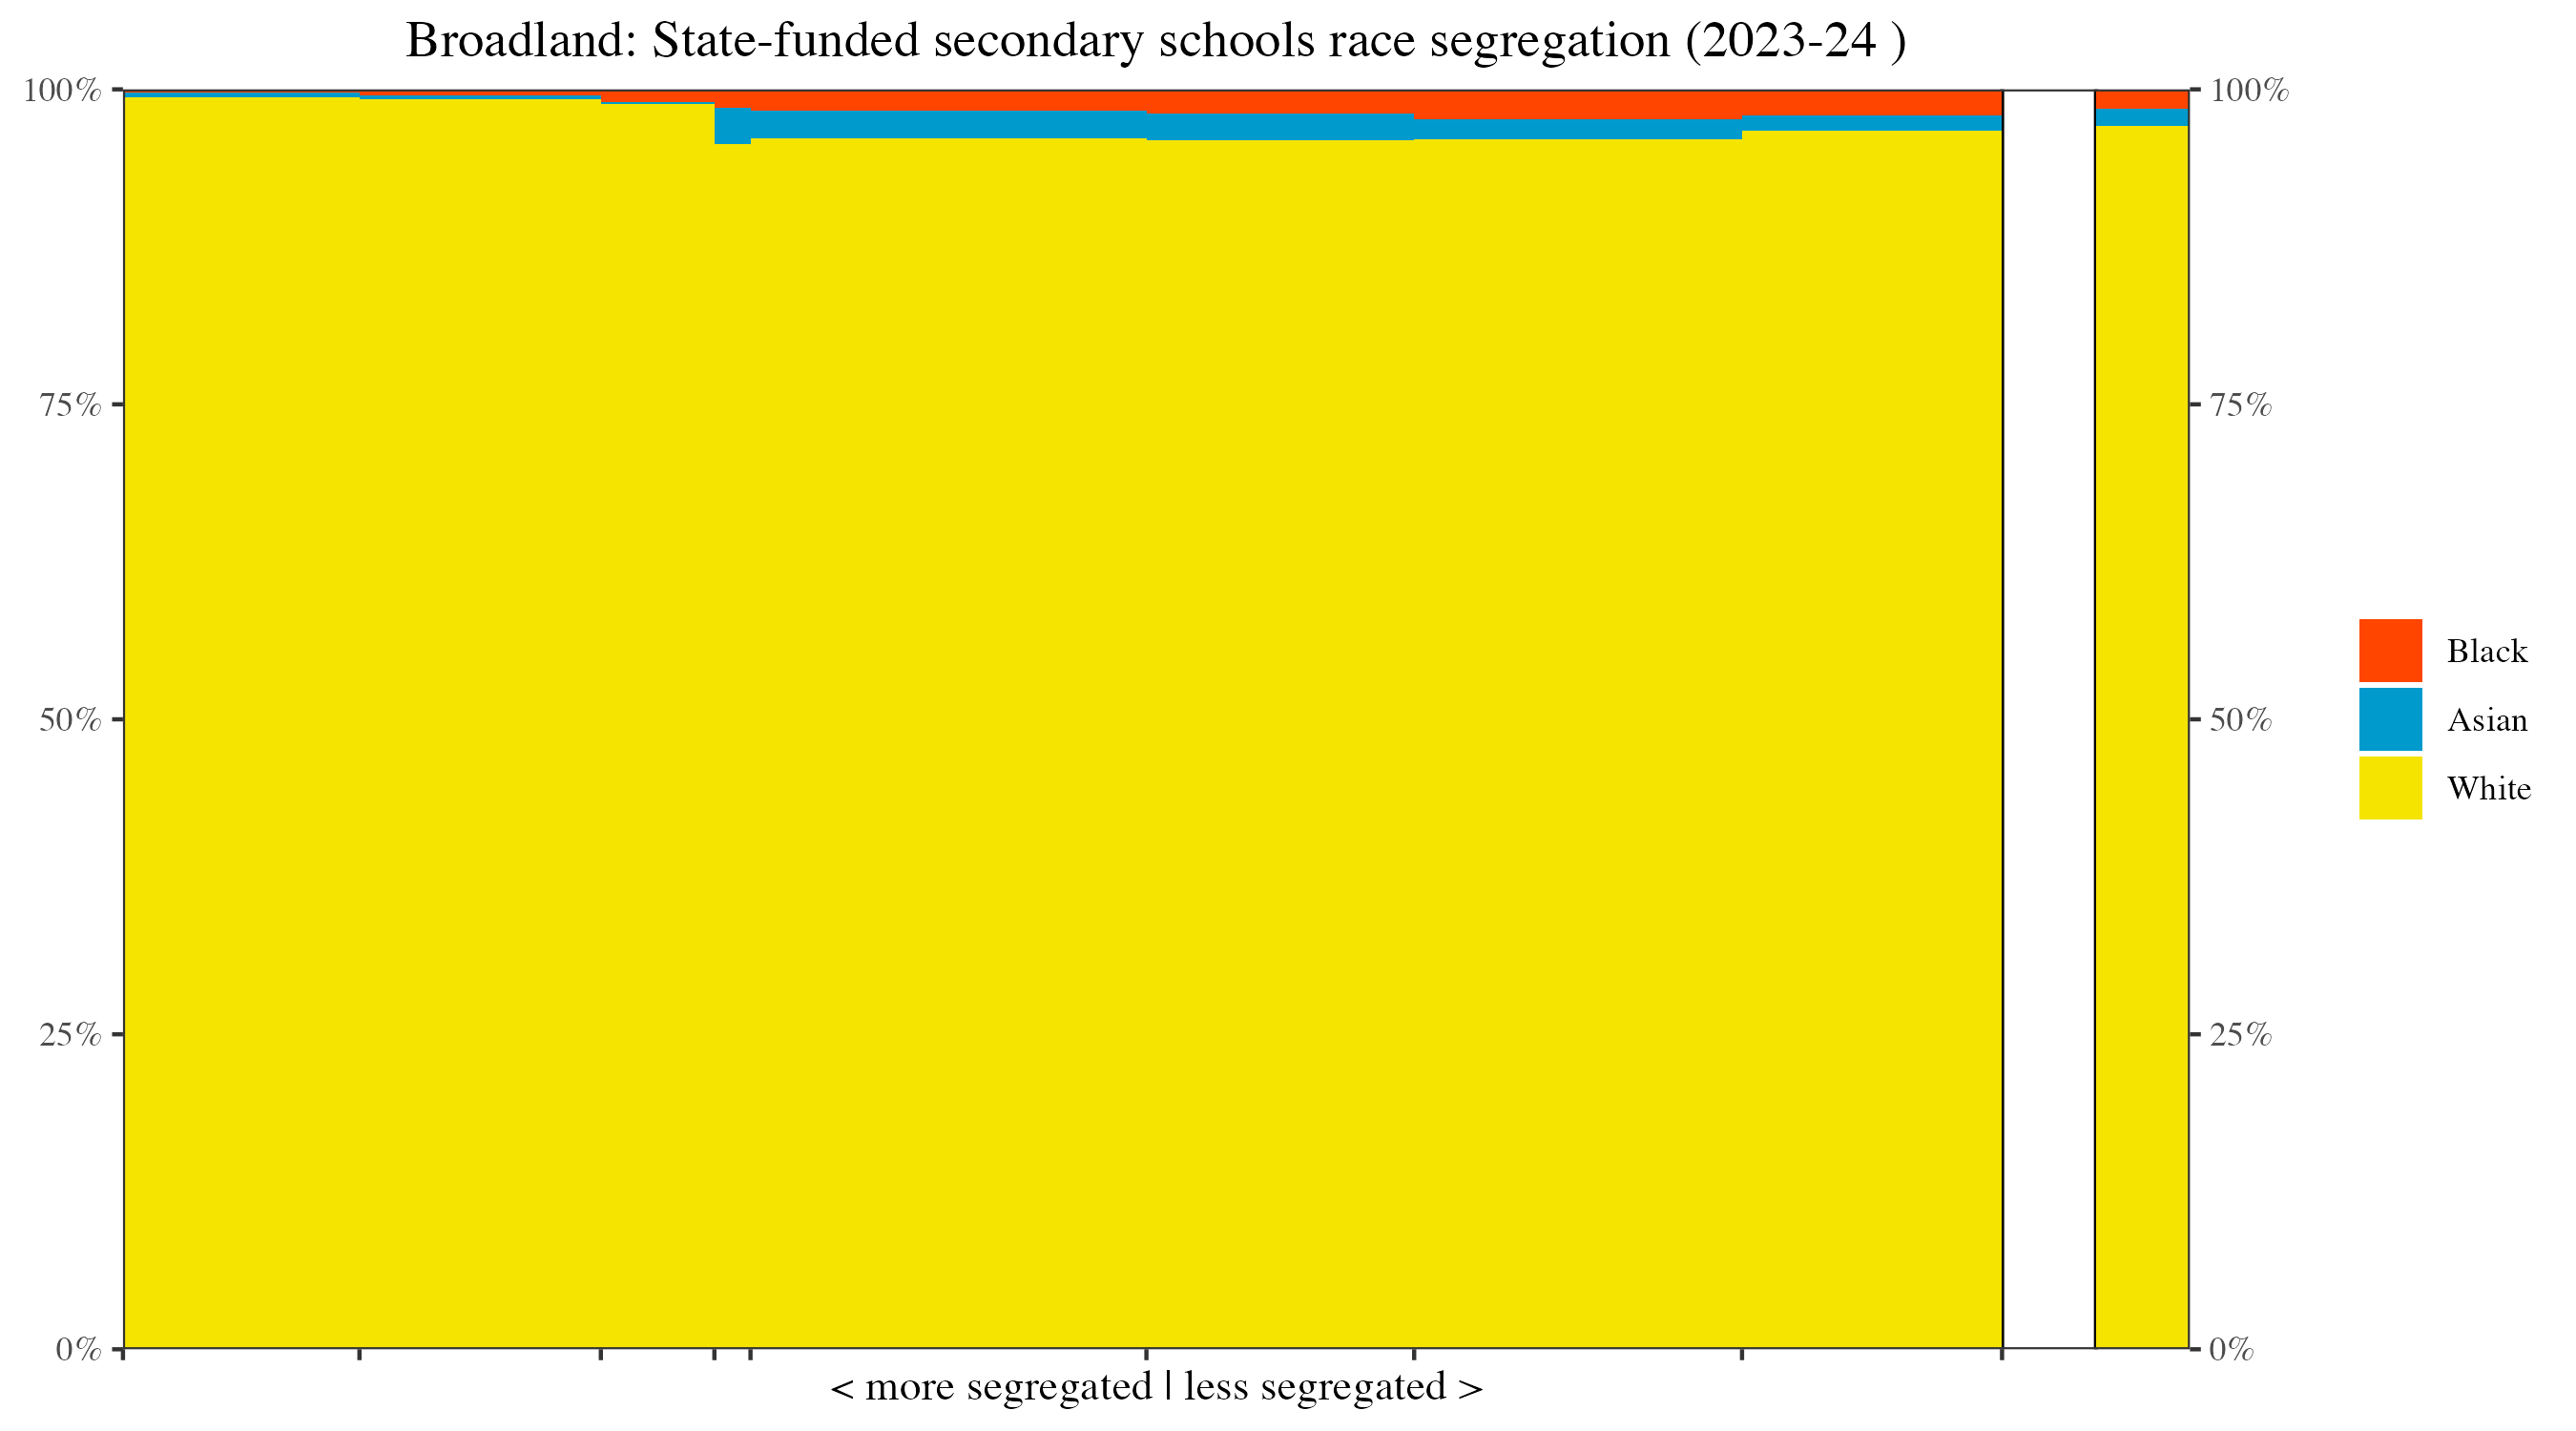 Broadland: State-funded secondary schools race segregation (2023-24 )
100%
75%
50%
25%
0%
100%
75%
50%
25%
0%
Black
Asian
White
< more segregated | less segregated >